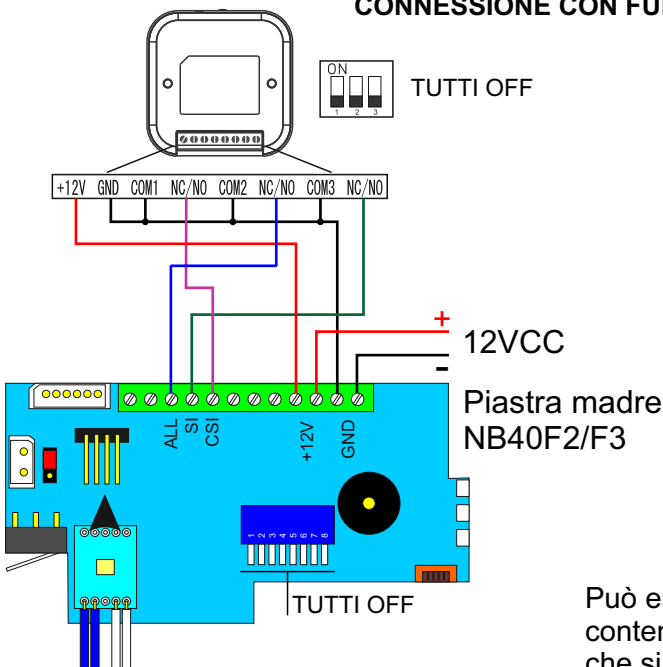 CONNESSIONE CON FU
ON
1 2 3
TUTTI OFF
+12V GND COM1 NC/NO COM2 NC/NO COM3 NC/NO
+
12VCC
-
Piastra madre
NB40F2/F3
ALL SI CSI +12V GND
1 2 3 4 5 6 7 8
TUTTI OFF
Può es
conten
che si